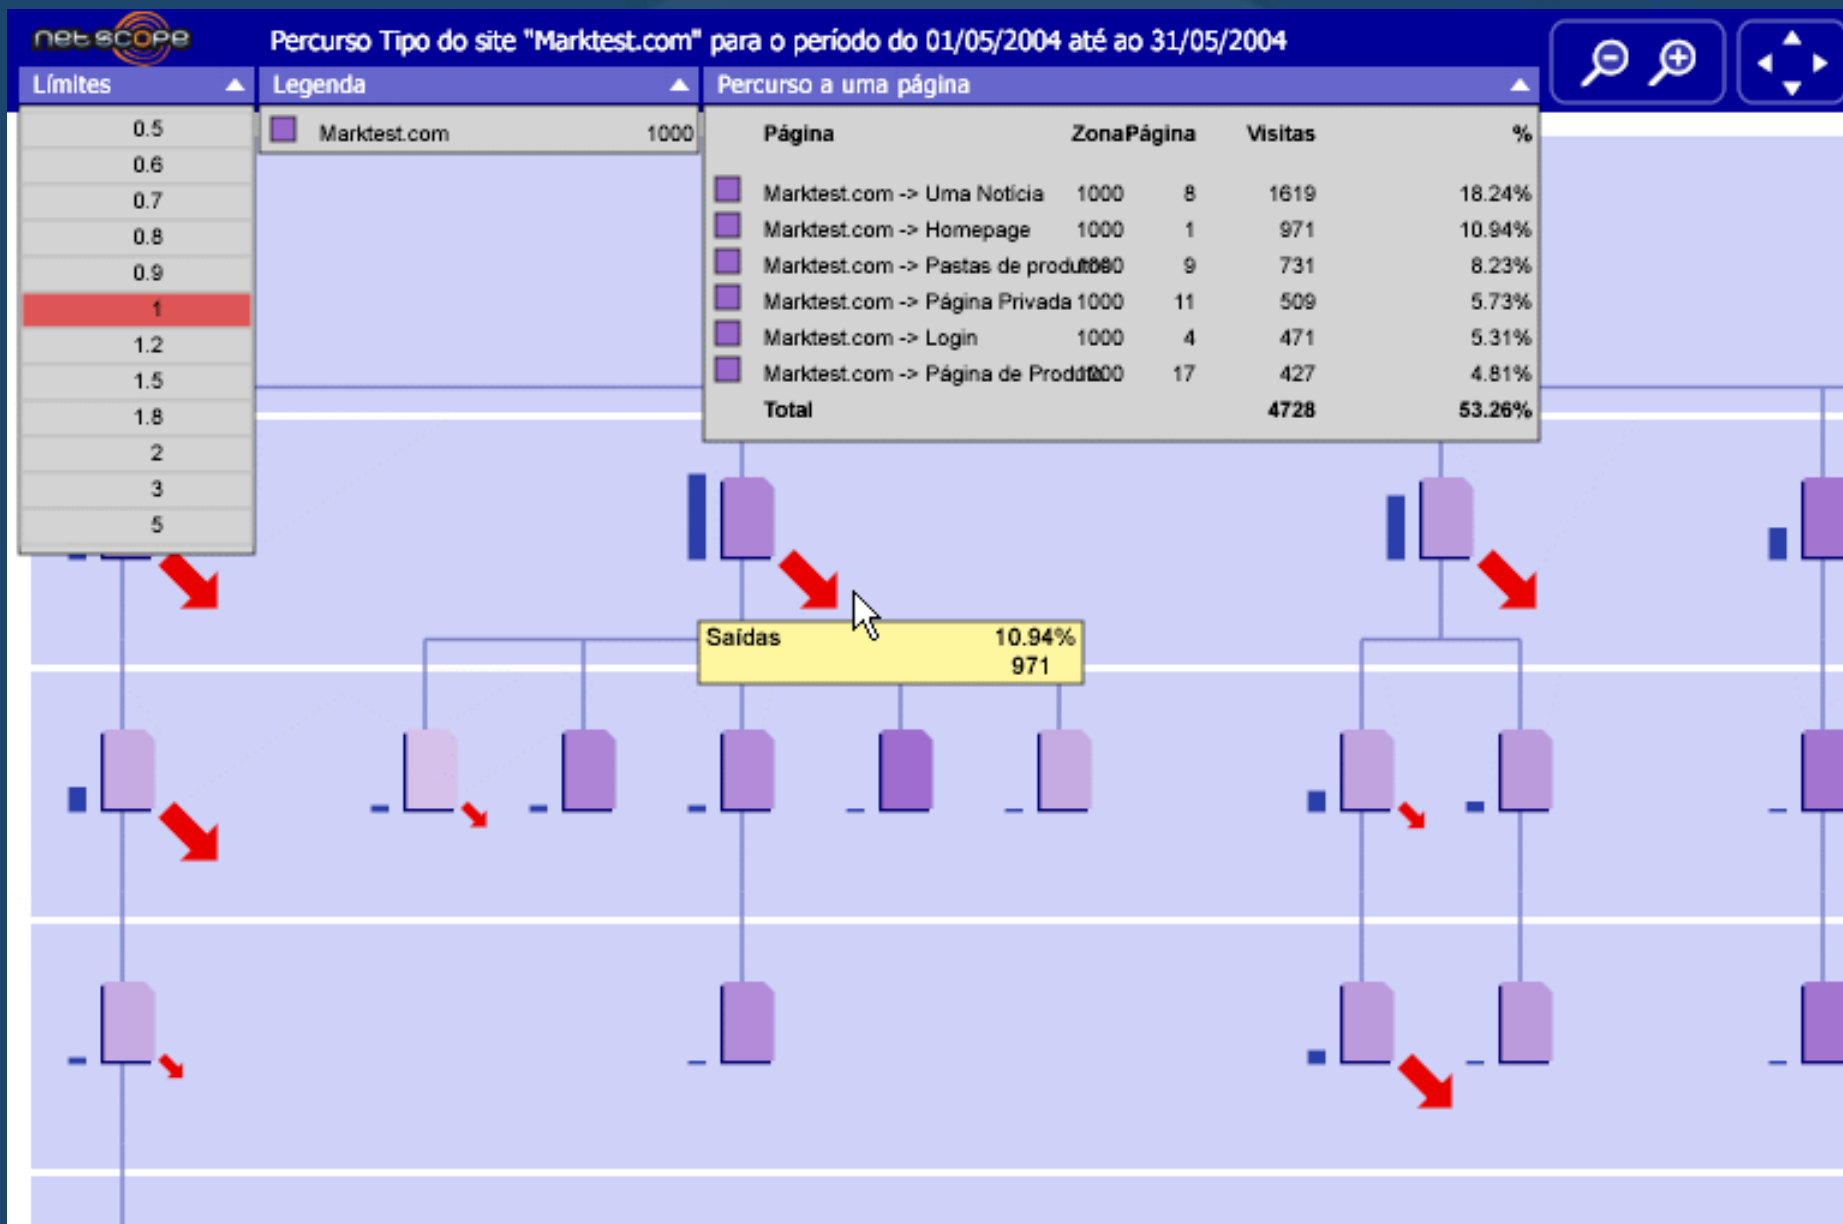 netscope
Percurso Tipo do site "Marktest.com" para o período do 01/05/2004 até ao 31/05/2004
Límites
Legenda
Percurso a uma página
0.5
0.6
0.7
0.8
0.9
1
1.2
1.5
1.8
2
3
5
Marktest.com 1000
Página Zona Página Visitas %
Marktest.com -> Uma Notícia 1000 8 1619 18.24%
Marktest.com -> Homepage 1000 1 971 10.94%
Marktest.com -> Pastas de produtos 1000 9 731 8.23%
Marktest.com -> Página Privada 1000 11 509 5.73%
Marktest.com -> Login 1000 4 471 5.31%
Marktest.com -> Página de Produto 1000 17 427 4.81%
Total 4728 53.26%
Saídas 10.94%
971